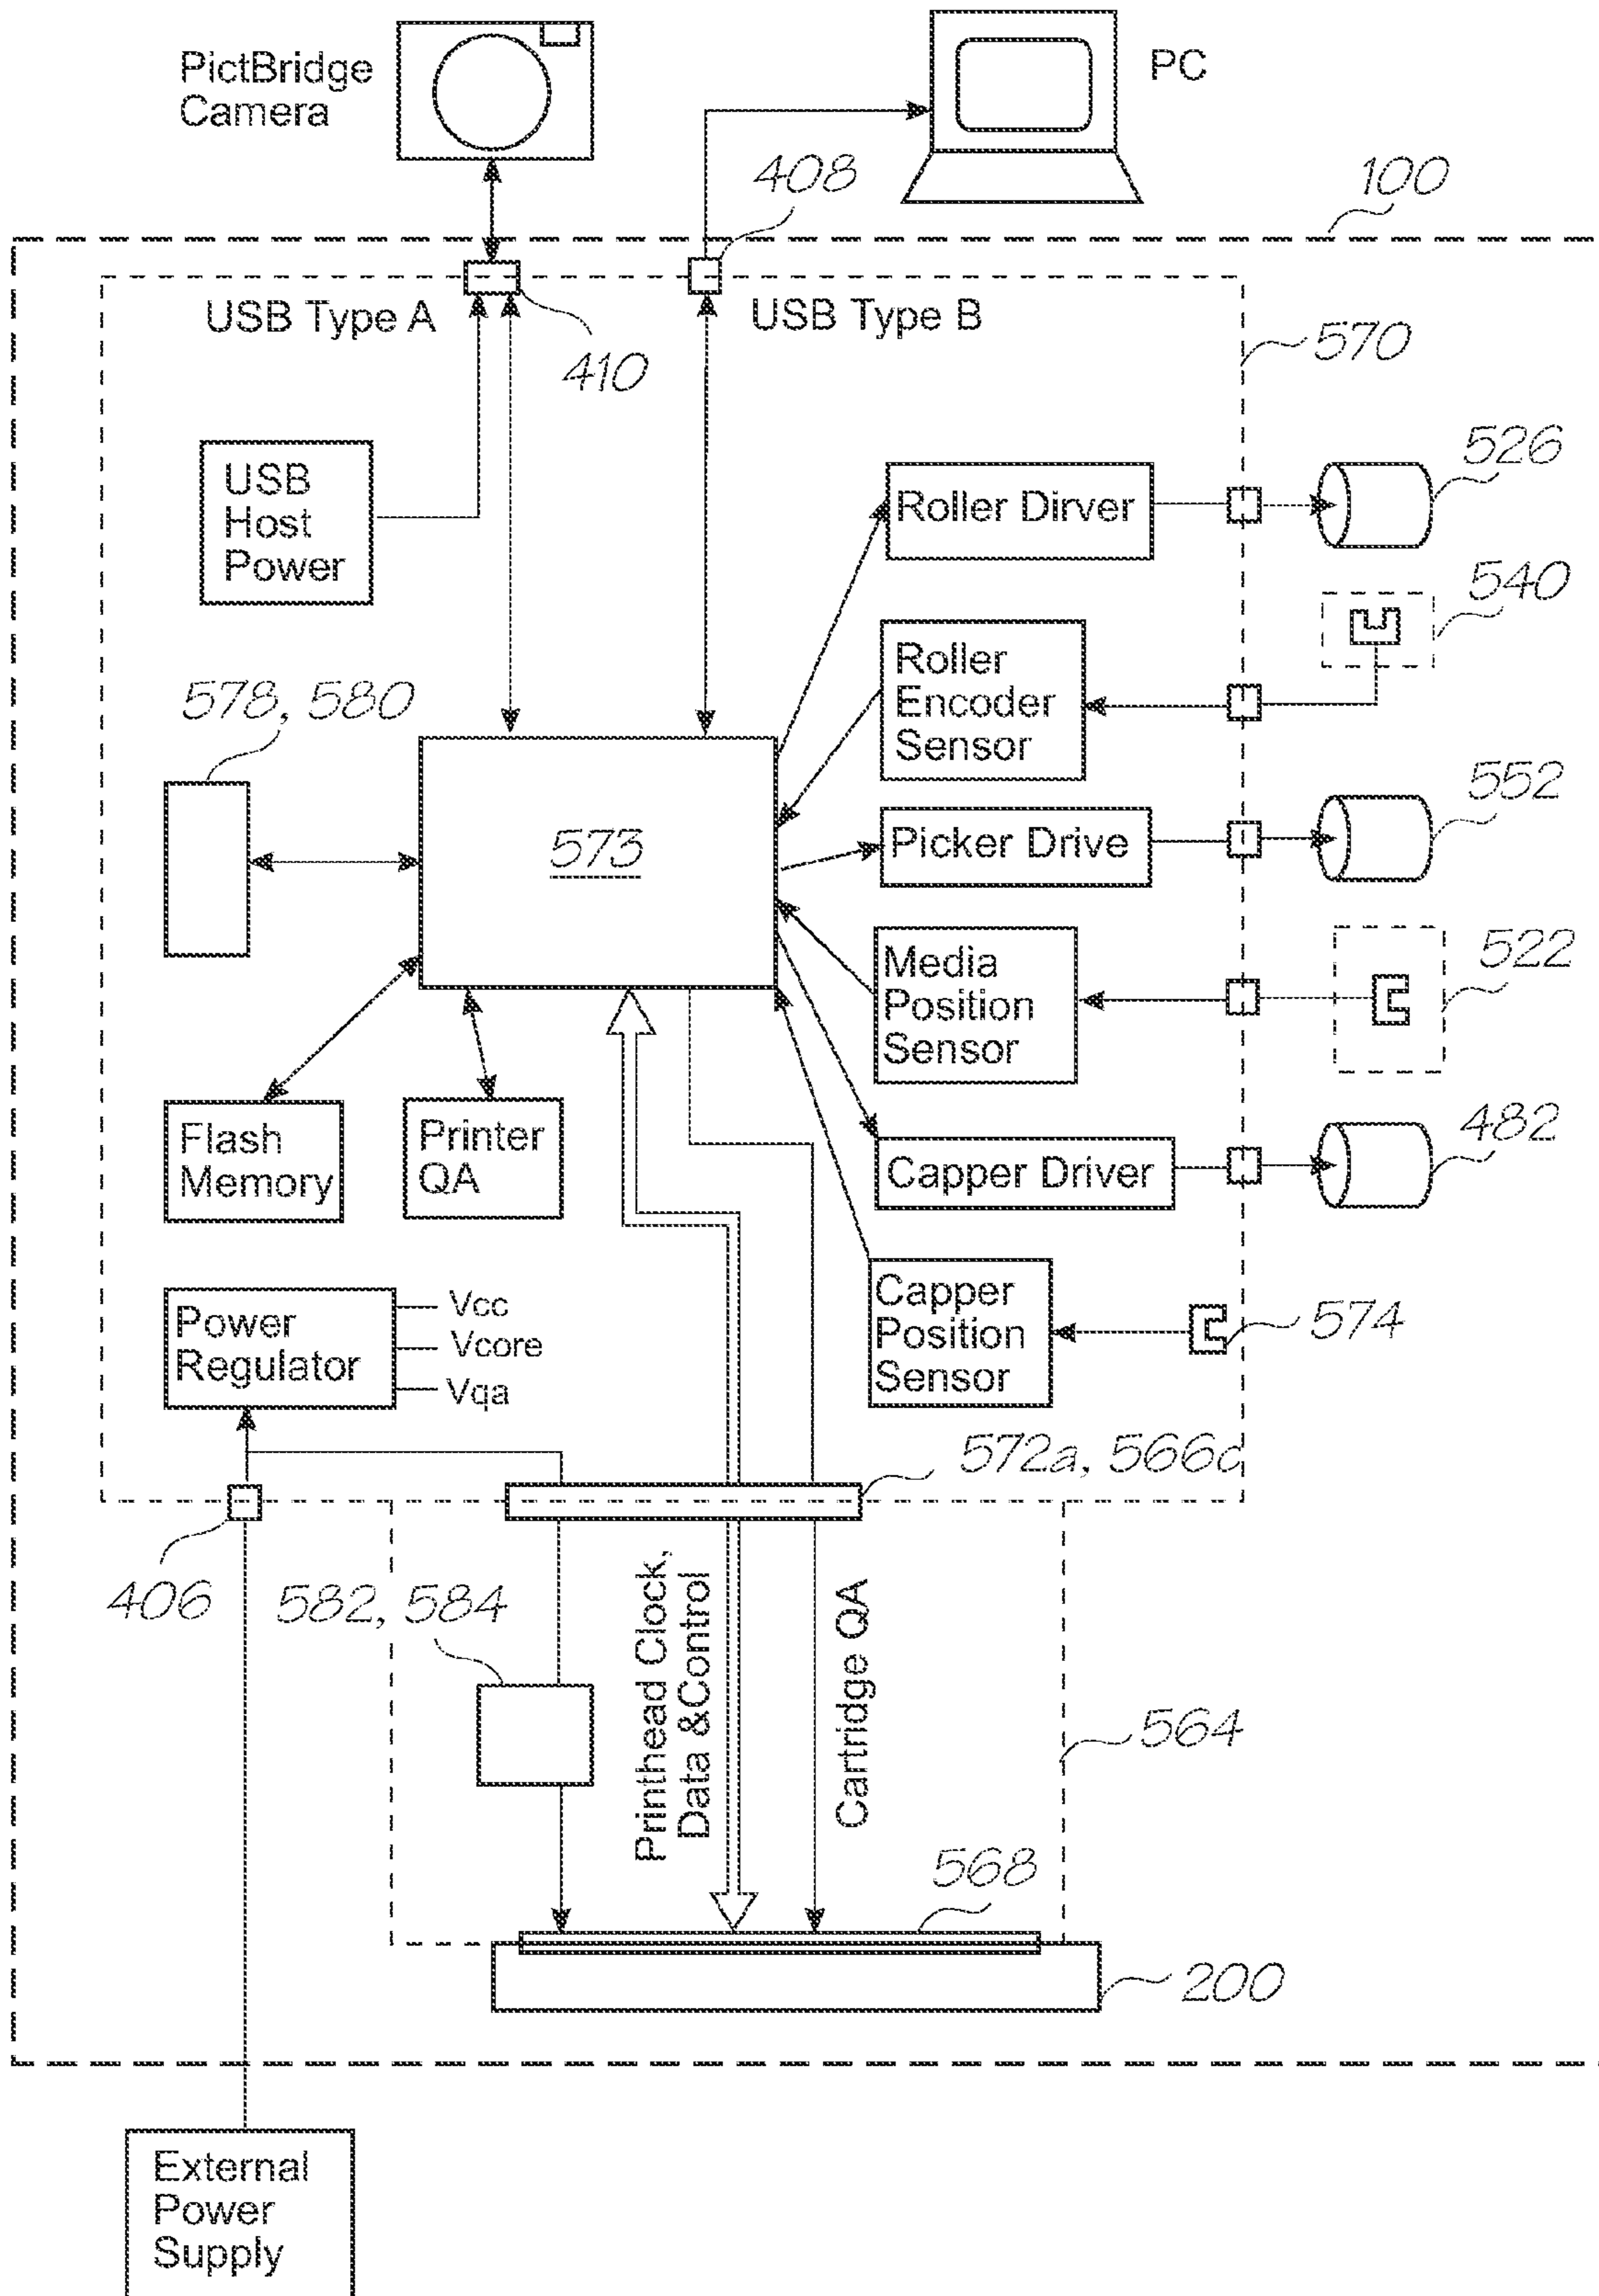 PictBridge
Camera
PC
408
100
USB Type A
USB Type B
410
570
USB
Host
Power
Roller Dirver
526
540
Roller
Encoder
Sensor
578, 580
573
Picker Drive
552
Media
Position
Sensor
522
Flash
Memory
Printer
QA
Capper Driver
482
Power
Regulator
Vcc
Vcore
Vqa
Capper
Position
Sensor
574
572a, 566c
406
582, 584
Printhead Clock,
Data &Control
Cartridge QA
564
568
200
External
Power
Supply